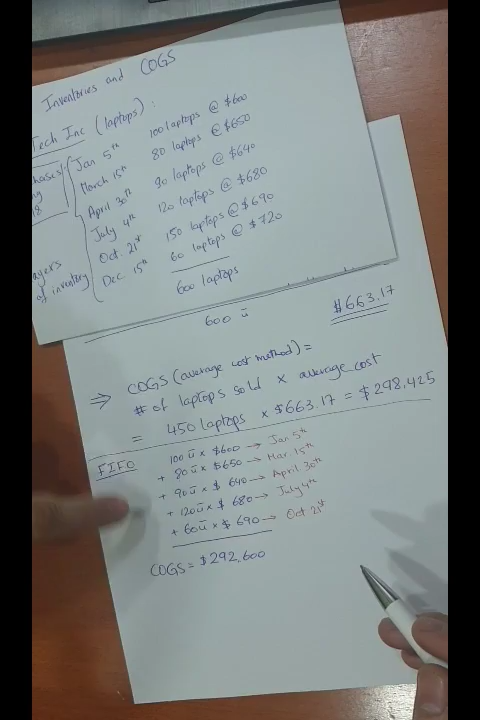 Inventories and COGS
Tech Inc (laptops):
Jan 5th 100 laptops @ $600
March 15th 80 laptops @ $650
April 30th 90 laptops @ $640
July 4th 120 laptops @ $680
Oct. 21st 150 laptops @ $690
Dec. 15th 60 laptops @ $720
600 laptops
18
of inventory
600 ū
$663.17
⇒ COGS (average cost method) =
# of laptops sold × average cost
= 450 laptops × $663.17 = $298,425
FIFO
100 ū × $600 → Jan 5th
+ 80 ū × $650 → Mar. 15th
+ 90 ū × $ 640 → April 30th
+ 120 ū × $ 680 → July 4th
+ 60 ū × $ 690 → Oct 21st
COGS = $292,600